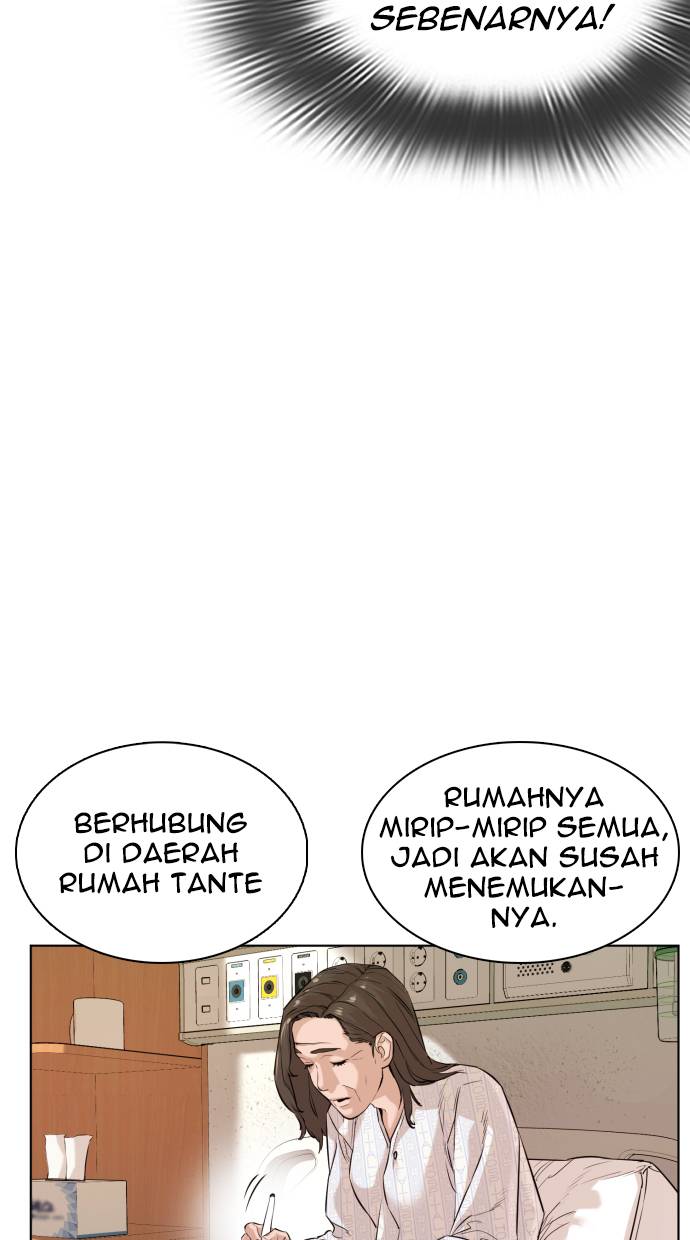 SEBENARNYA!
BERHUBUNG
DI DAERAH
RUMAH TANTE
RUMAHNYA
MIRIP-MIRIP SEMUA,
JADI AKAN SUSAH
MENEMUKAN-
NYA.